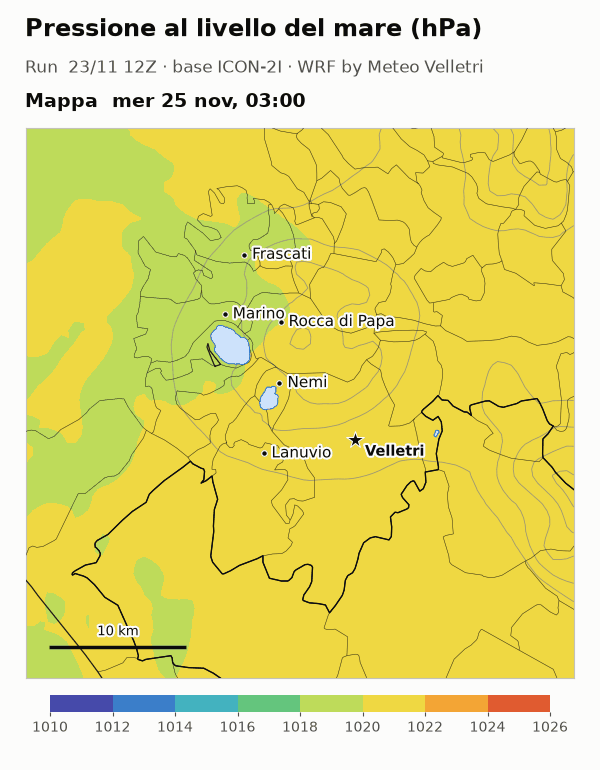 Pressione al livello del mare (hPa)
Run  23/11 12Z · base ICON-2I · WRF by Meteo Velletri
Mappa  mer 25 nov, 03:00
Frascati
Marino
Rocca di Papa
Nemi
Velletri
Lanuvio
10 km
1010 1012 1014 1016 1018 1020 1022 1024 1026